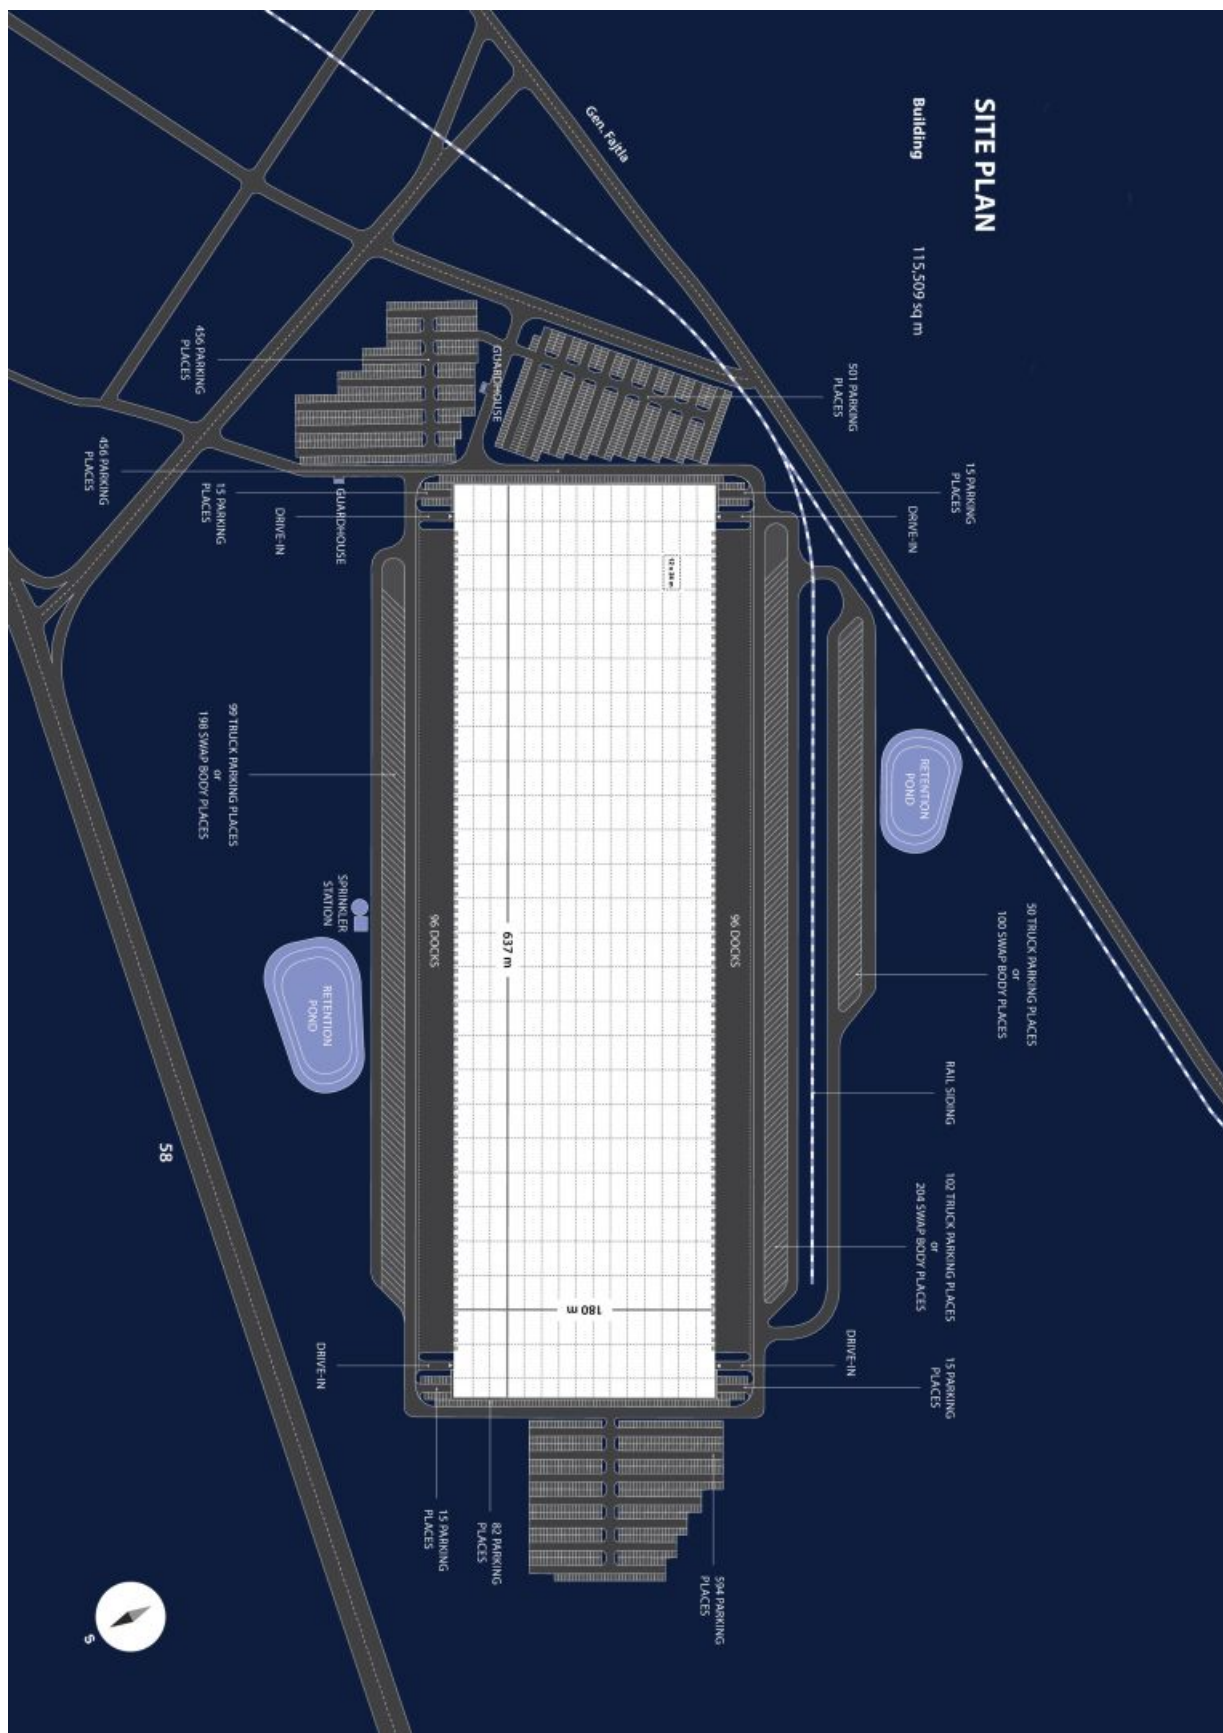 SITE PLAN
Building 115,509 sq m
Gen. Fajtla
501 PARKING
PLACES
15 PARKING
PLACES
DRIVE-IN
RETENTION
POND
50 TRUCK PARKING PLACES
or
100 SWAP BODY PLACES
RAIL SIDING
102 TRUCK PARKING PLACES
or
204 SWAP BODY PLACES
DRIVE-IN
15 PARKING
PLACES
96 DOCKS
12 x 24 m
637 m
180 m
96 DOCKS
GUARDHOUSE
456 PARKING
PLACES
456 PARKING
PLACES
15 PARKING
PLACES
DRIVE-IN
GUARDHOUSE
99 TRUCK PARKING PLACES
or
198 SWAP BODY PLACES
SPRINKLER
STATION
RETENTION
POND
58
DRIVE-IN
15 PARKING
PLACES
82 PARKING
PLACES
594 PARKING
PLACES
S